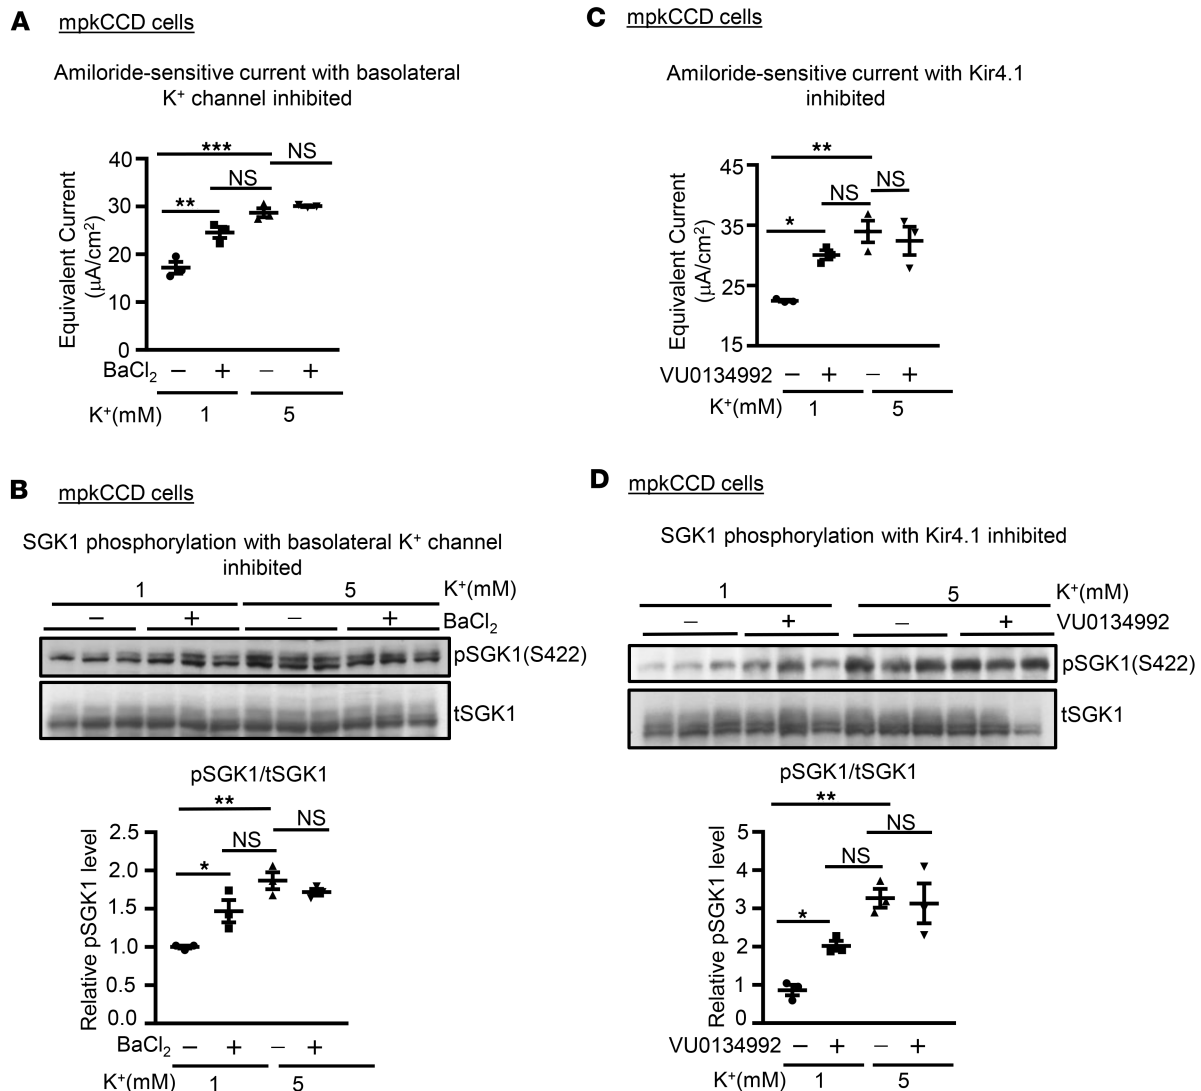 A mpkCCD cells
Amiloride-sensitive current with basolateral
K⁺ channel inhibited
***
NS
NS
**
40
30
20
10
0
Equivalent Current
(µA/cm²)
BaCl₂ − + − +
K⁺(mM) 1 5
C mpkCCD cells
Amiloride-sensitive current with Kir4.1
inhibited
**
NS
NS
*
45
35
25
15
Equivalent Current
(µA/cm²)
VU0134992 − + − +
K⁺(mM) 1 5
B mpkCCD cells
SGK1 phosphorylation with basolateral K⁺ channel
inhibited
1 5 K⁺(mM)
− + − + BaCl₂
pSGK1(S422)
tSGK1
pSGK1/tSGK1
**
NS
NS
*
2.5
2.0
1.5
1.0
0.5
0.0
Relative pSGK1 level
BaCl₂ − + − +
K⁺(mM) 1 5
D mpkCCD cells
SGK1 phosphorylation with Kir4.1 inhibited
1 5 K⁺(mM)
− + − + VU0134992
pSGK1(S422)
tSGK1
pSGK1/tSGK1
**
NS
NS
*
5
4
3
2
1
0
Relative pSGK1 level
VU0134992 − + − +
K⁺(mM) 1 5